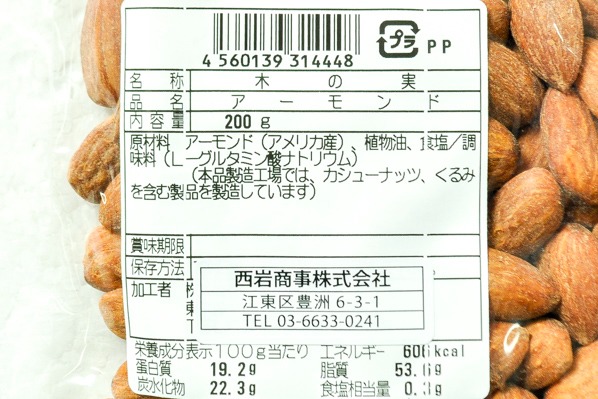 プラ PP
4 560139 314448
名称 木の実
品名 アーモンド
内容量 200g
原材料 アーモンド（アメリカ産）、植物油、食塩／調
味料（Ｌ－グルタミン酸ナトリウム）
（本品製造工場では、カシューナッツ、くるみ
を含む製品を製造しています）
賞味期限
保存方法
加工者
西岩商事株式会社
江東区豊洲 6-3-1
TEL 03-6633-0241
栄養成分表示100g当たり エネルギー 606kcal
蛋白質 19.2g 脂質 53.6g
炭水化物 22.3g 食塩相当量 0.3g